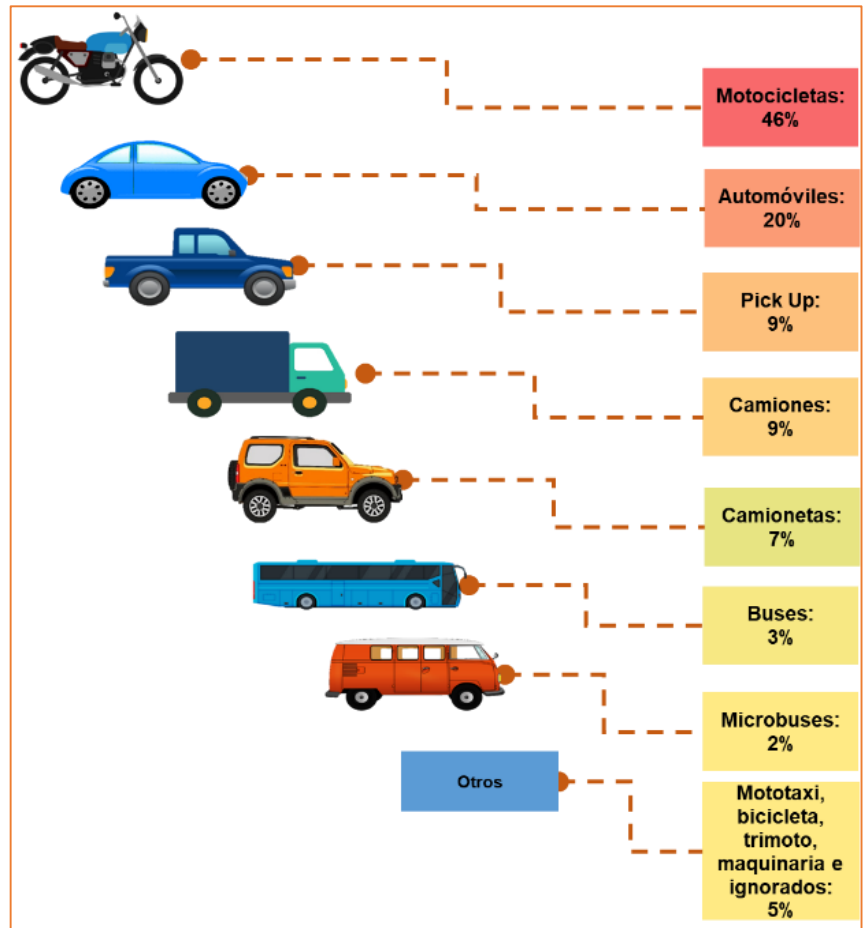 Motocicletas:
46%
Automóviles:
20%
Pick Up:
9%
Camiones:
9%
Camionetas:
7%
Buses:
3%
Microbuses:
2%
Otros
Mototaxi,
bicicleta,
trimoto,
maquinaria e
ignorados:
5%